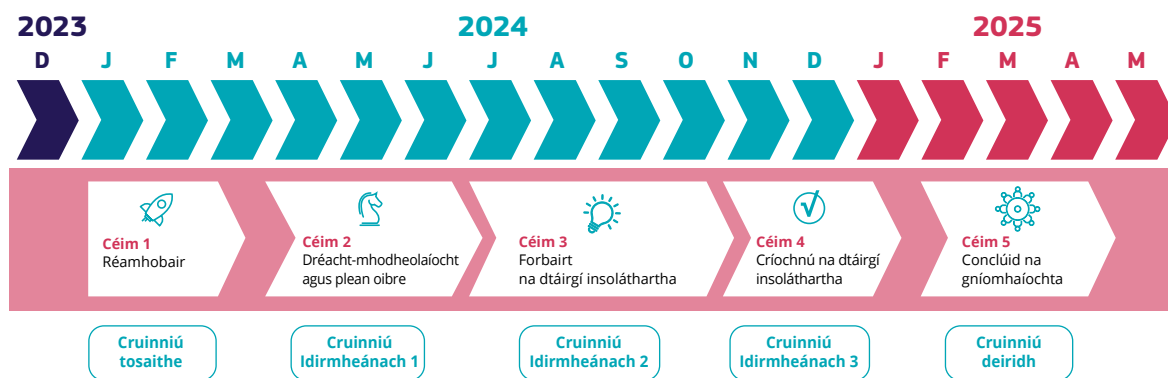 2023 2024 2025
D J F M A M J J A S O N D J F M A M
Céim 1
Réamhobair
Céim 2
Dréacht-mhodheolaíocht
agus plean oibre
Céim 3
Forbairt
na dtáirgí insoláthartha
Céim 4
Críochnú na dtáirgí
insoláthartha
Céim 5
Conclúid na
gníomhaíochta
Cruinniú
tosaithe
Cruinniú
Idirmheánach 1
Cruinniú
Idirmheánach 2
Cruinniú
Idirmheánach 3
Cruinniú
deiridh